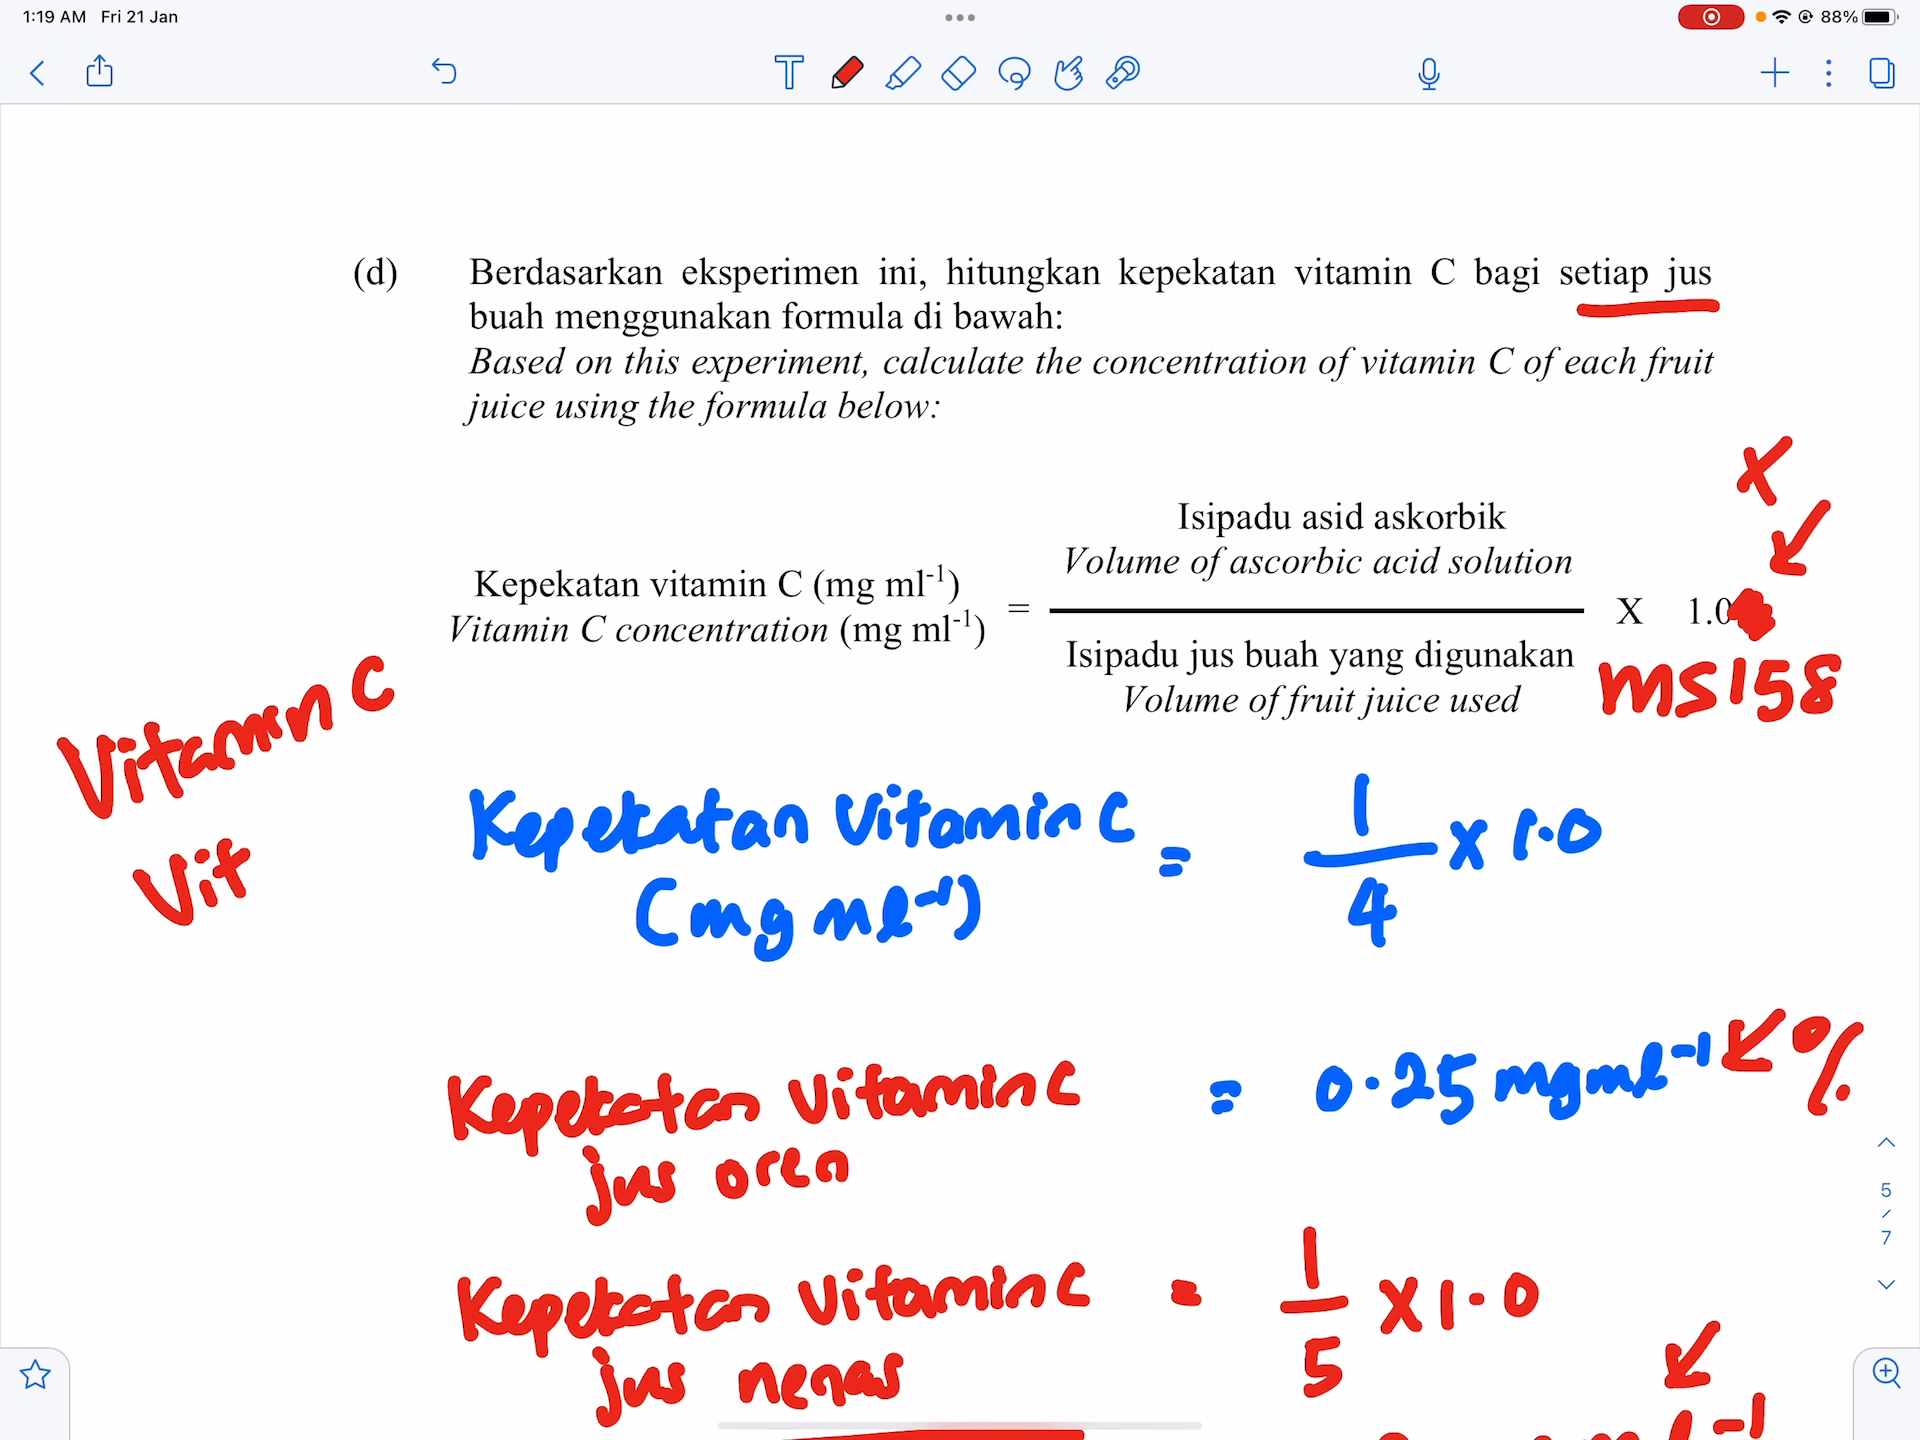 1:19 AM Fri 21 Jan
88%
(d) Berdasarkan eksperimen ini, hitungkan kepekatan vitamin C bagi setiap jus
buah menggunakan formula di bawah:
Based on this experiment, calculate the concentration of vitamin C of each fruit
juice using the formula below:
X
Isipadu asid askorbik
Volume of ascorbic acid solution
Kepekatan vitamin C (mg ml⁻¹)
Vitamin C concentration (mg ml⁻¹)
= X 1.0
Isipadu jus buah yang digunakan
Volume of fruit juice used
ms158
Vitamin C
Vit
Kepekatan Vitamin C = 1/4 x 1.0
(mg ml⁻¹)
Kepekatan Vitamin C = 0.25 mg ml⁻¹ %
jus oren
Kepekatan Vitamin C = 1/5 x 1.0
jus nenas
5
/
7